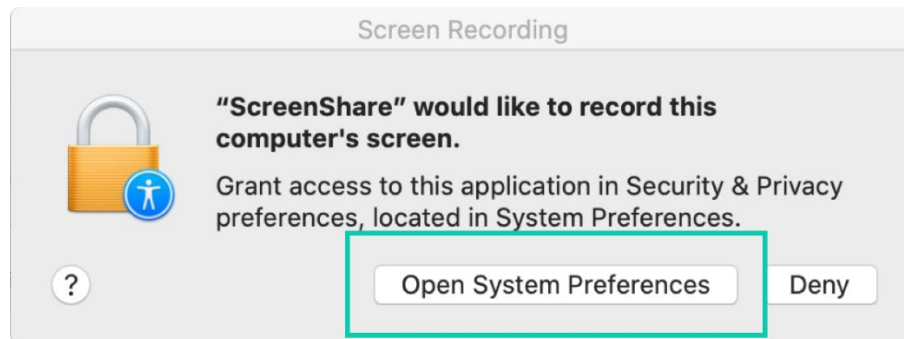 Screen Recording
“ScreenShare” would like to record this
computer's screen.
Grant access to this application in Security & Privacy
preferences, located in System Preferences.
?
Open System Preferences
Deny